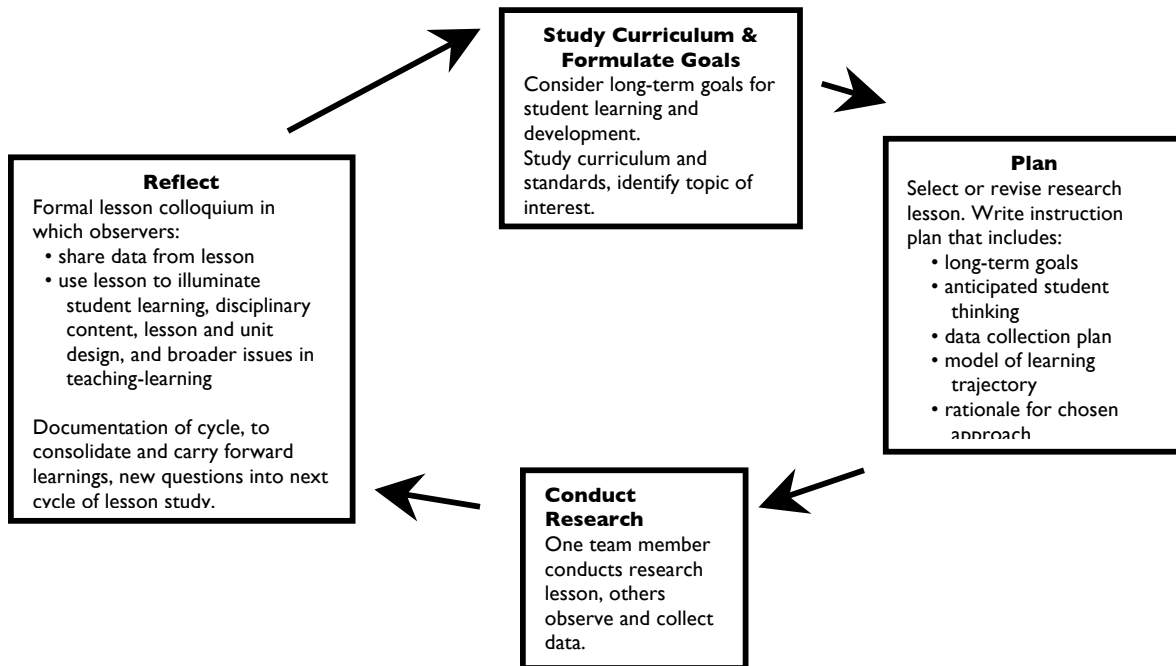 Study Curriculum &
Formulate Goals
Consider long-term goals for
student learning and
development.
Study curriculum and
standards, identify topic of
interest.
Plan
Select or revise research
lesson. Write instruction
plan that includes:
• long-term goals
• anticipated student
thinking
• data collection plan
• model of learning
trajectory
• rationale for chosen
approach
Conduct
Research
One team member
conducts research
lesson, others
observe and collect
data.
Reflect
Formal lesson colloquium in
which observers:
• share data from lesson
• use lesson to illuminate
student learning, disciplinary
content, lesson and unit
design, and broader issues in
teaching-learning
Documentation of cycle, to
consolidate and carry forward
learnings, new questions into next
cycle of lesson study.